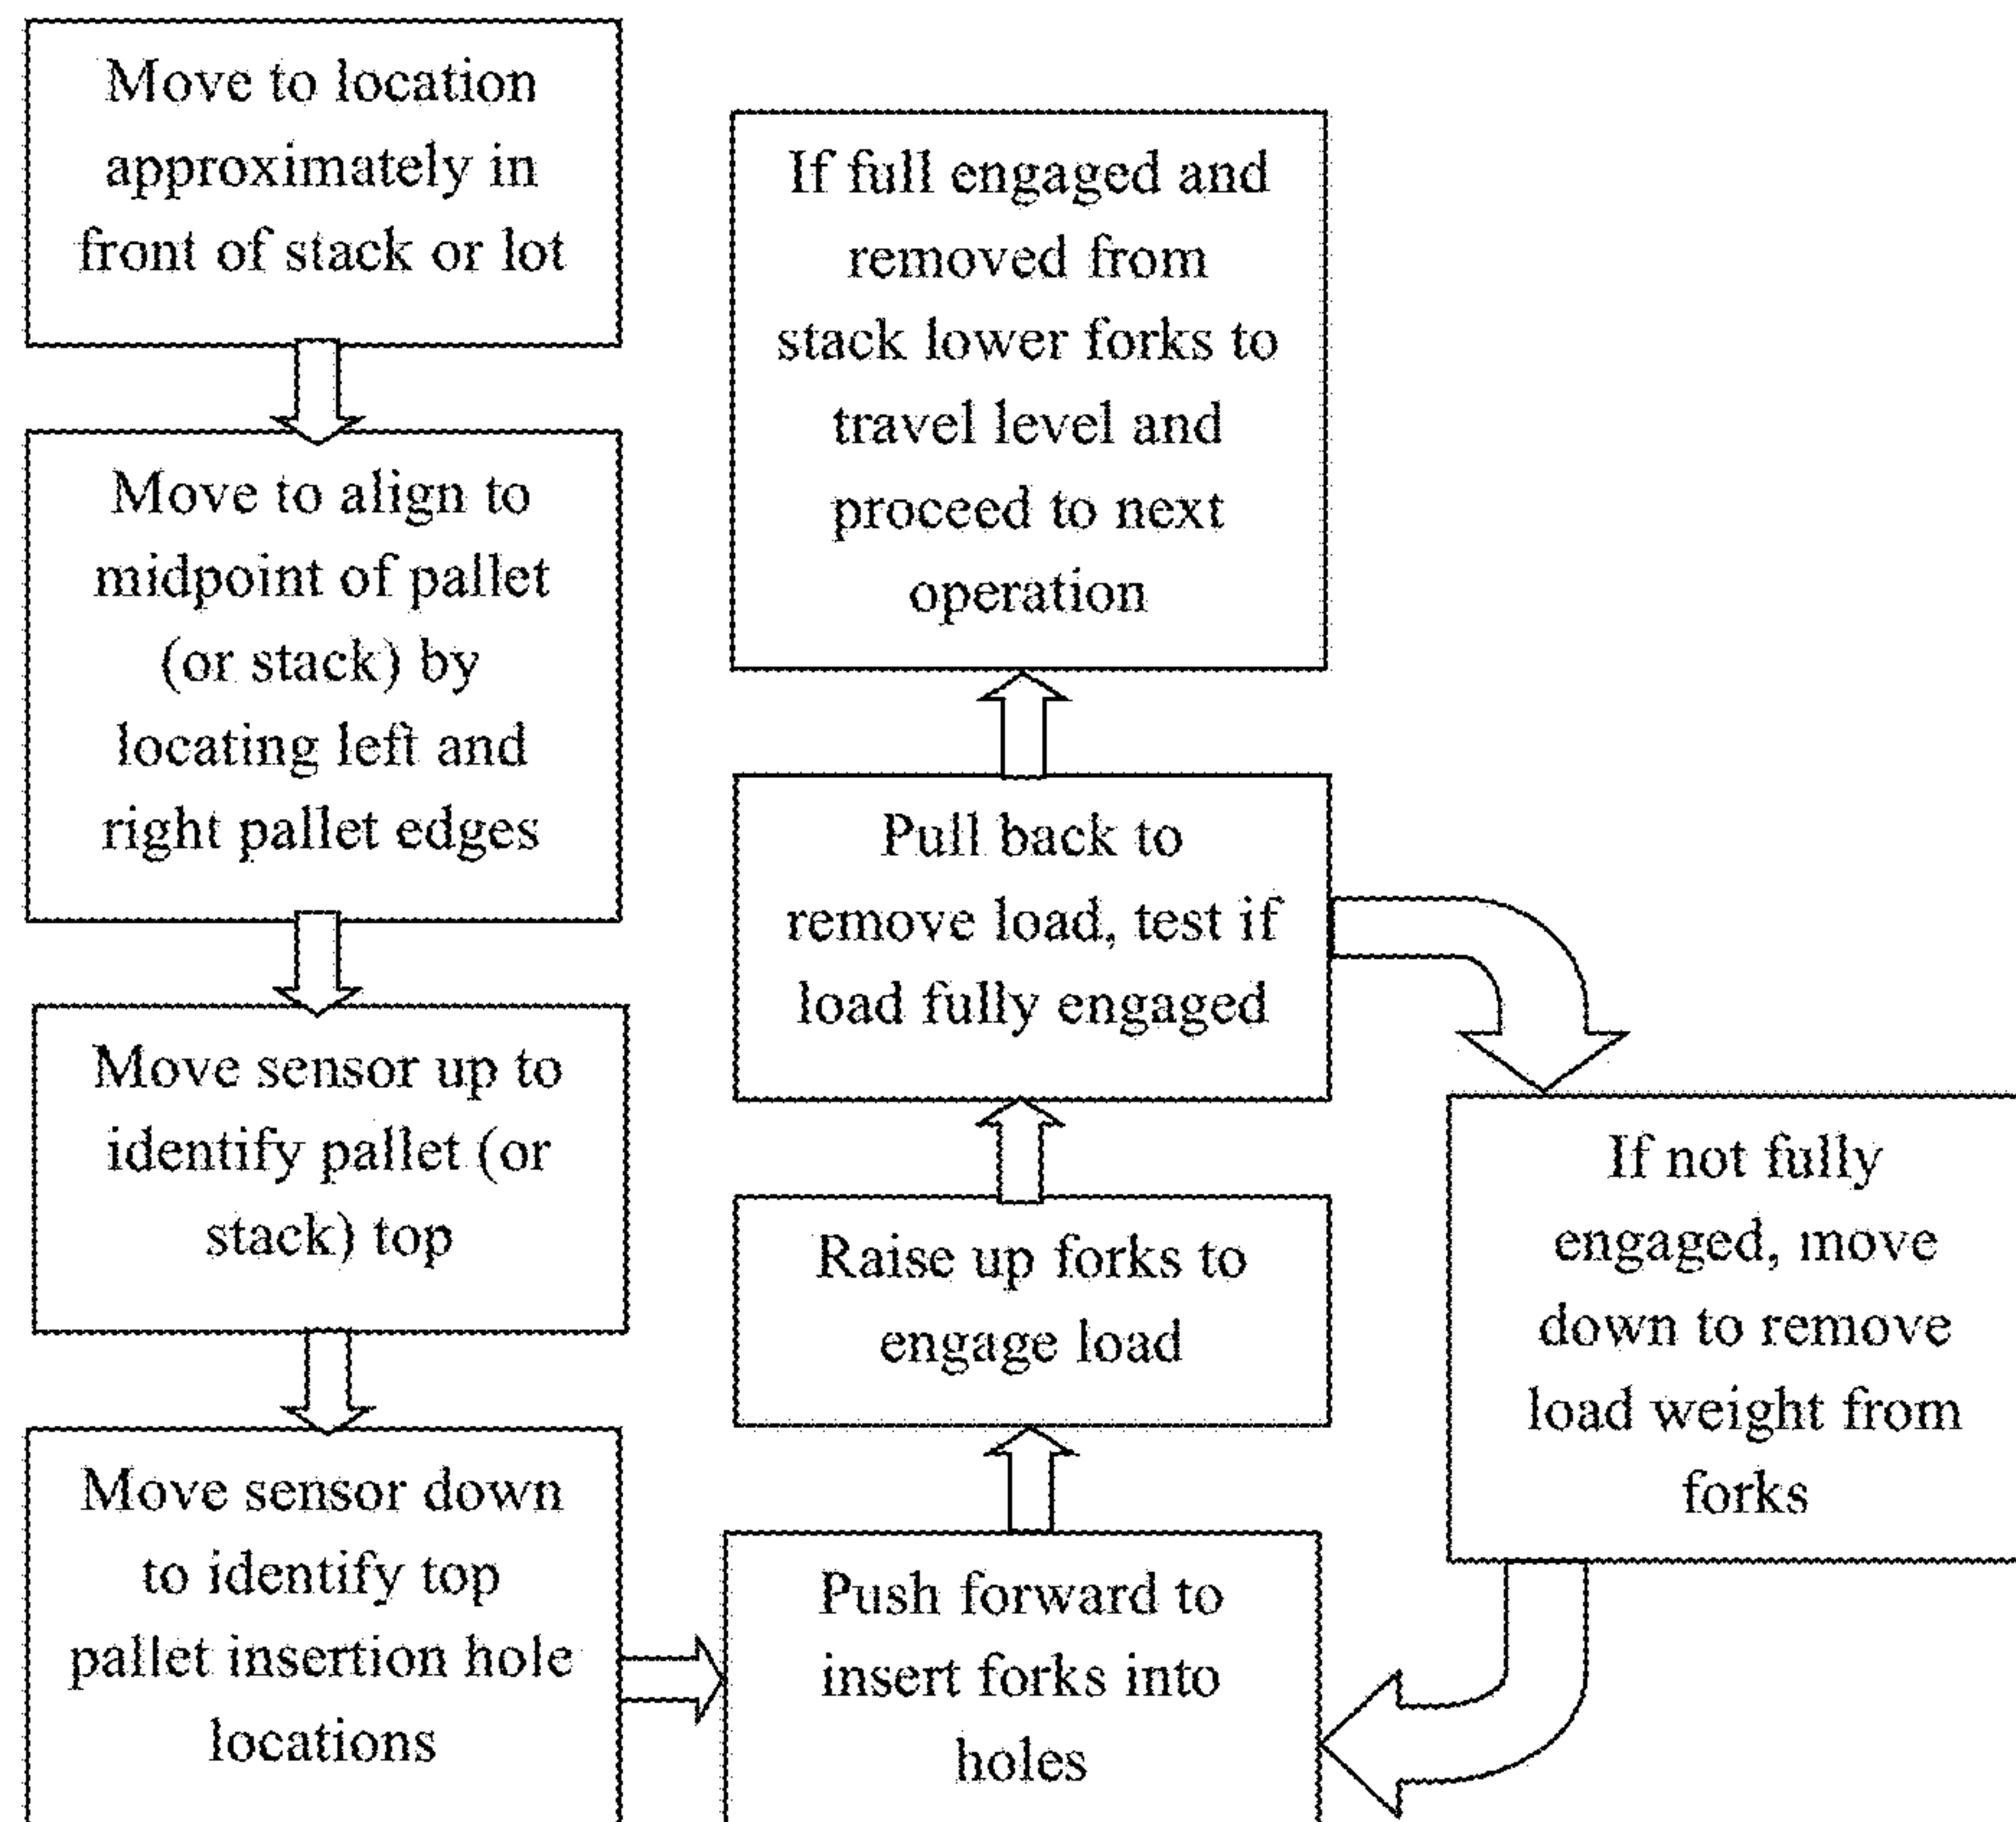 Move to location
approximately in
front of stack or lot
Move to align to
midpoint of pallet
(or stack) by
locating left and
right pallet edges
Move sensor up to
identify pallet (or
stack) top
Move sensor down
to identify top
pallet insertion hole
locations
Push forward to
insert forks into
holes
Raise up forks to
engage load
Pull back to
remove load, test if
load fully engaged
If not fully
engaged, move
down to remove
load weight from
forks
If full engaged and
removed from
stack lower forks to
travel level and
proceed to next
operation